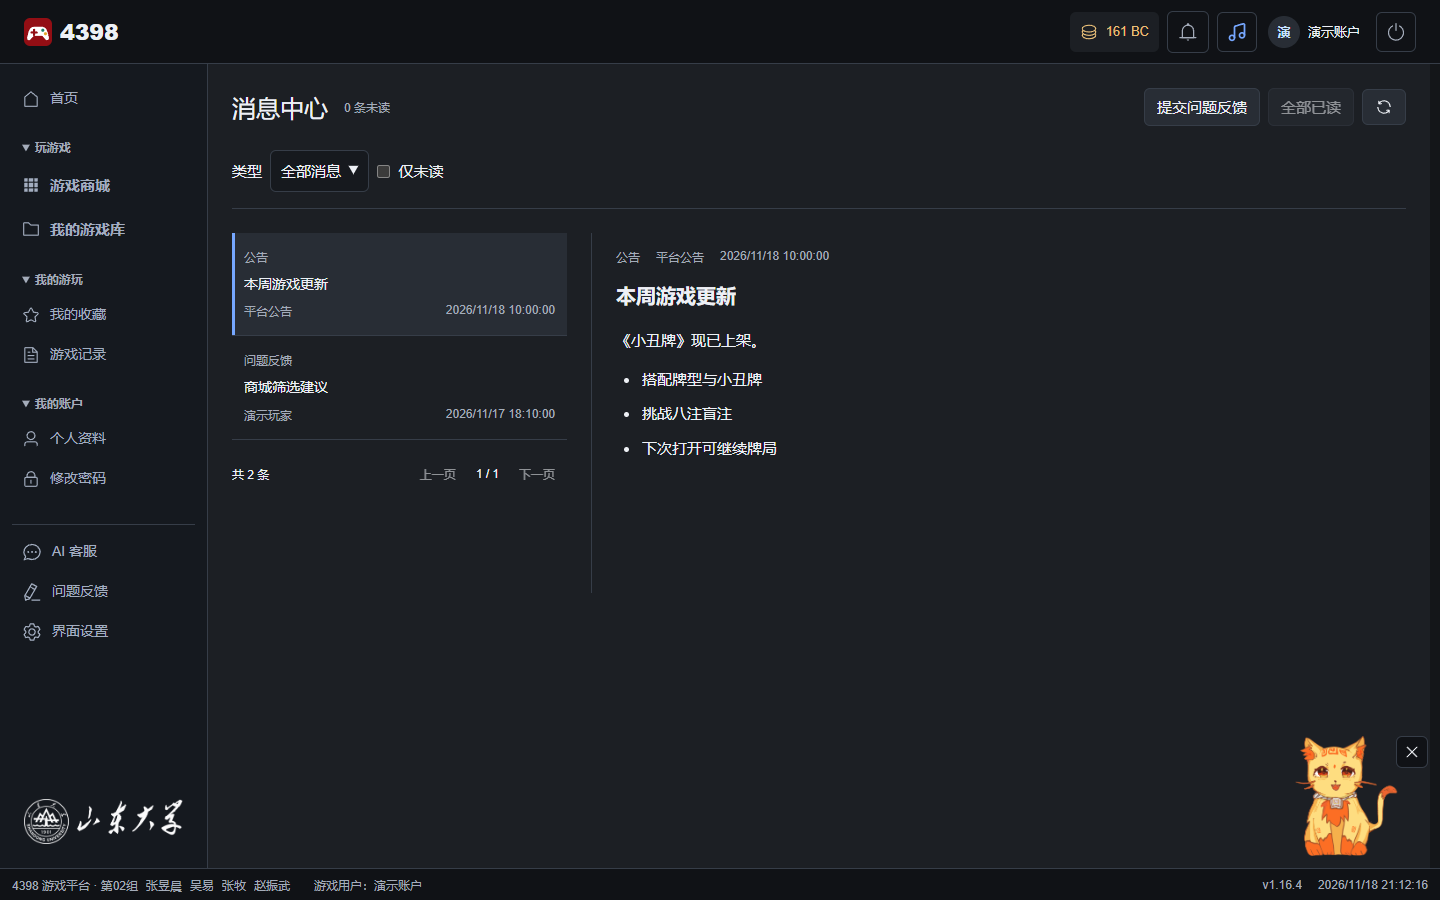 4398
161 BC
演
演示账户
首页
▼ 玩游戏
游戏商城
我的游戏库
▼ 我的游玩
我的收藏
游戏记录
▼ 我的账户
个人资料
修改密码
AI 客服
问题反馈
界面设置
山东大学
消息中心
0 条未读
提交问题反馈
全部已读
类型
全部消息 ▼
仅未读
公告
本周游戏更新
平台公告
2026/11/18 10:00:00
问题反馈
商城筛选建议
演示玩家
2026/11/17 18:10:00
共 2 条
上一页
1 / 1
下一页
公告 平台公告 2026/11/18 10:00:00
本周游戏更新
《小丑牌》现已上架。
• 搭配牌型与小丑牌
• 挑战八注盲注
• 下次打开可继续牌局
4398 游戏平台 · 第02组 张昱晨 吴易 张牧 赵振武 游戏用户：演示账户
v1.16.4 2026/11/18 21:12:16